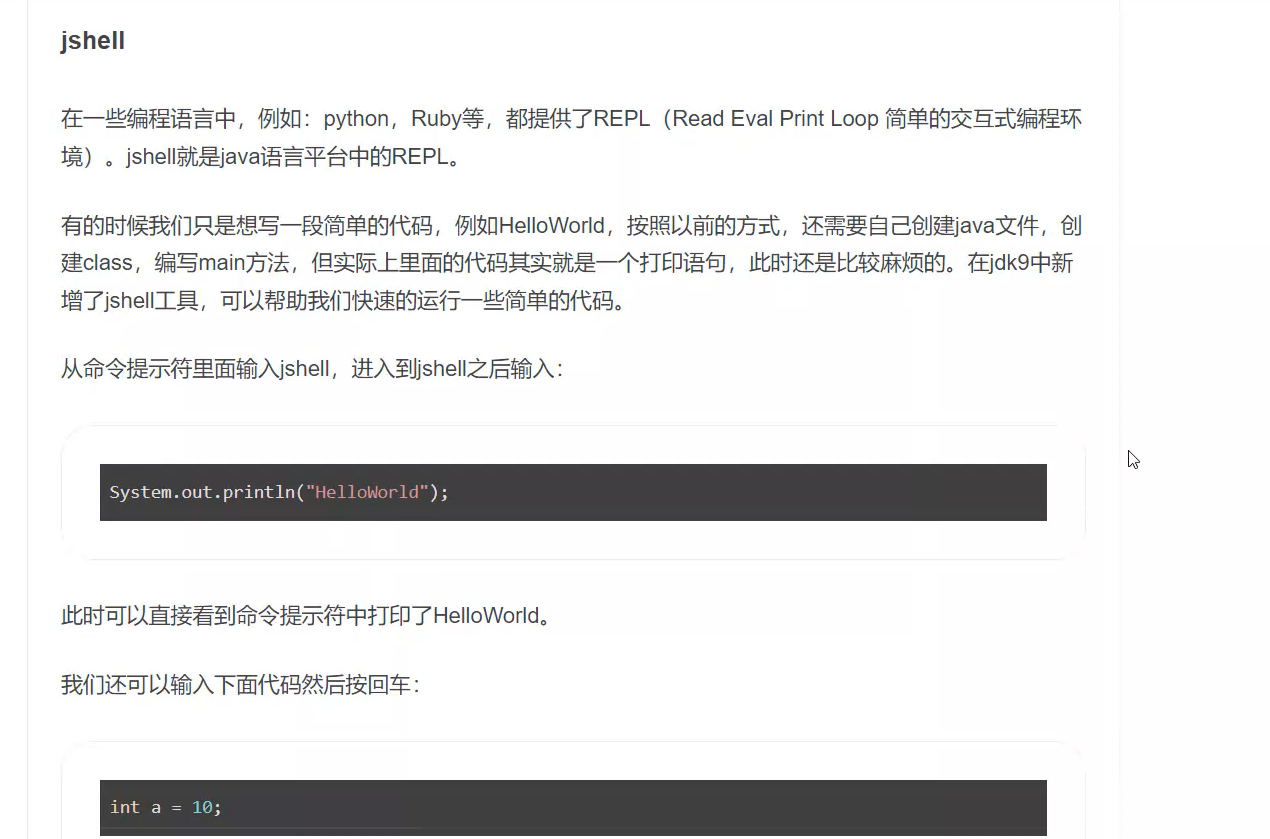 jshell
在一些编程语言中，例如：python，Ruby等，都提供了REPL（Read Eval Print Loop 简单的交互式编程环
境）。jshell就是java语言平台中的REPL。
有的时候我们只是想写一段简单的代码，例如HelloWorld，按照以前的方式，还需要自己创建java文件，创
建class，编写main方法，但实际上里面的代码其实就是一个打印语句，此时还是比较麻烦的。在jdk9中新
增了jshell工具，可以帮助我们快速的运行一些简单的代码。
从命令提示符里面输入jshell，进入到jshell之后输入：
System.out.println("HelloWorld");
此时可以直接看到命令提示符中打印了HelloWorld。
我们还可以输入下面代码然后按回车：
int a = 10;